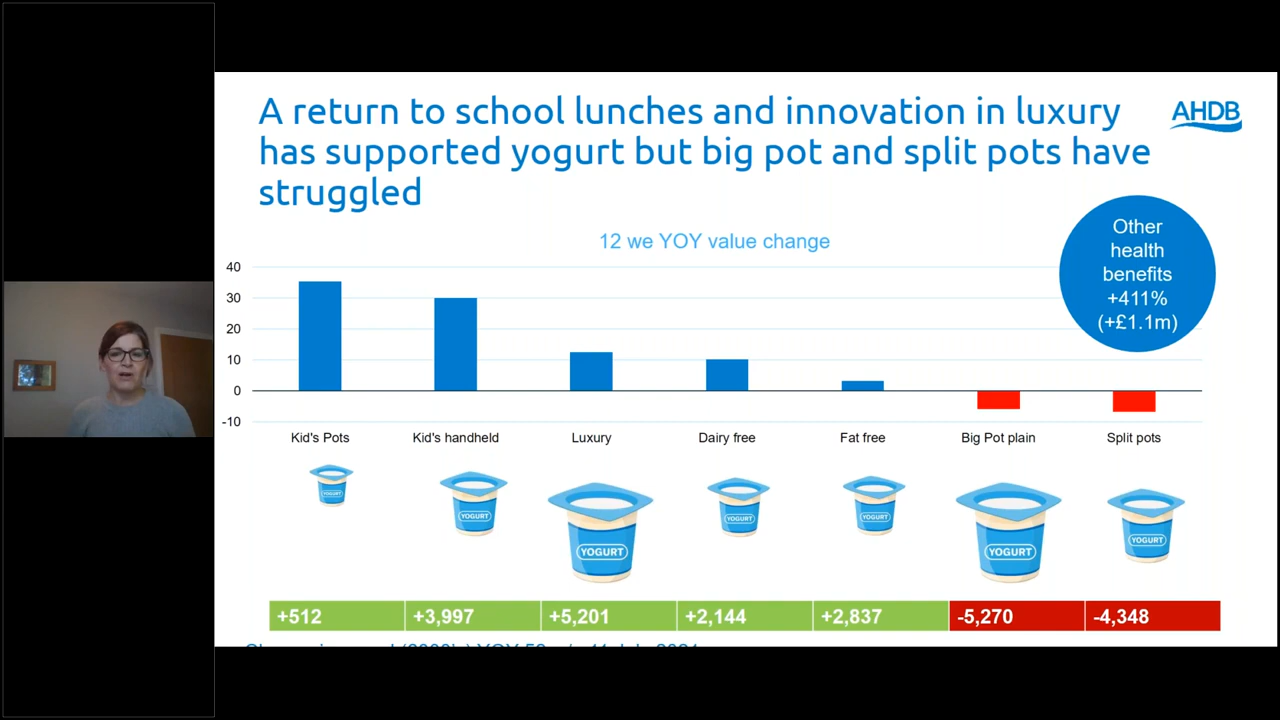 A return to school lunches and innovation in luxury
has supported yogurt but big pot and split pots have
struggled
AHDB
Other
health
benefits
+411%
(+£1.1m)
12 we YOY value change
40
30
20
10
0
-10
Kid's Pots
Kid's handheld
Luxury
Dairy free
Fat free
Big Pot plain
Split pots
YOGURT
YOGURT
YOGURT
YOGURT
YOGURT
YOGURT
YOGURT
+512
+3,997
+5,201
+2,144
+2,837
-5,270
-4,348